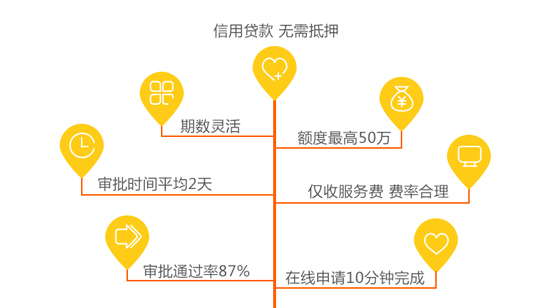 信用贷款 无需抵押
期数灵活
额度最高50万
审批时间平均2天
仅收服务费 费率合理
审批通过率87%
在线申请10分钟完成